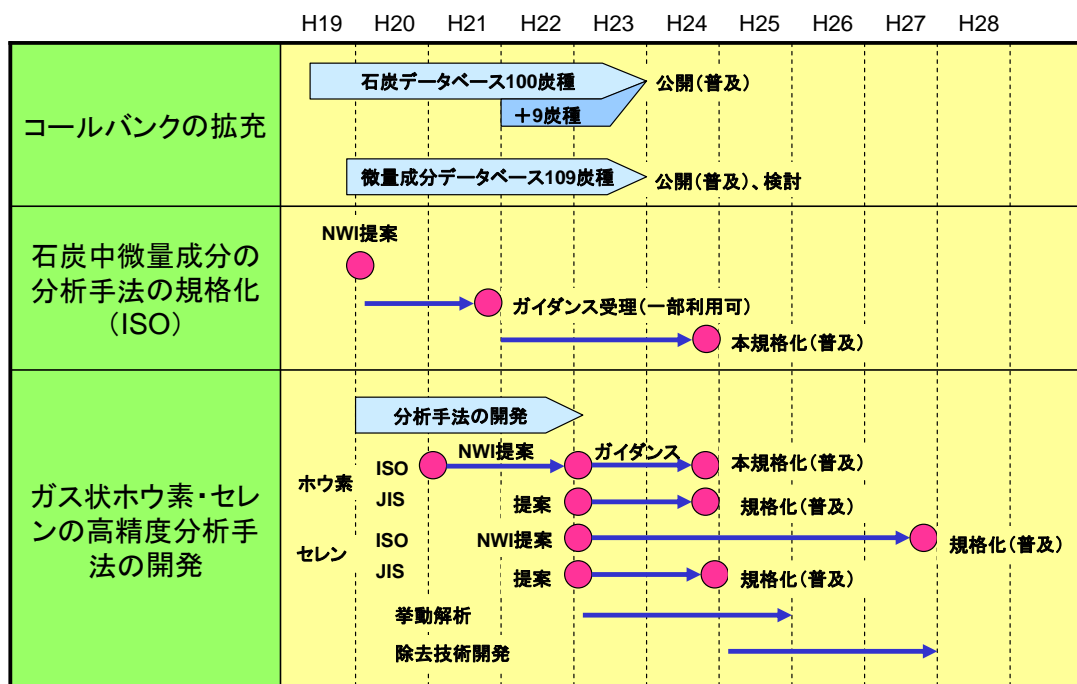 H19 H20 H21 H22 H23 H24 H25 H26 H27 H28
コールバンクの拡充
石炭データベース100炭種
公開(普及)
+9炭種
微量成分データベース109炭種
公開(普及)、検討
石炭中微量成分の
分析手法の規格化
(ISO)
NWI提案
ガイダンス受理(一部利用可)
本規格化(普及)
ガス状ホウ素・セレ
ンの高精度分析手
法の開発
分析手法の開発
ホウ素
ISO
NWI提案
ガイダンス
本規格化(普及)
JIS
提案
規格化(普及)
セレン
ISO
NWI提案
規格化(普及)
JIS
提案
規格化(普及)
挙動解析
除去技術開発